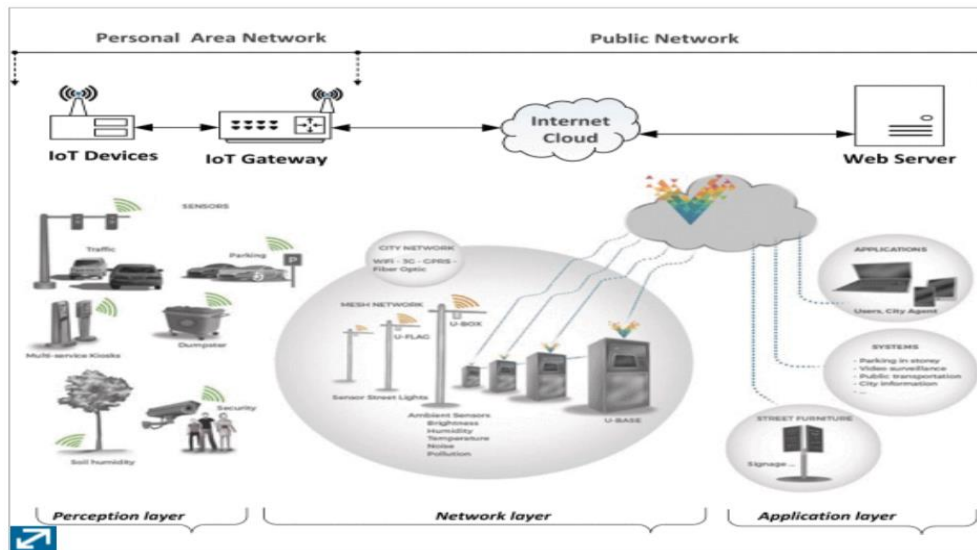 Personal Area Network
Public Network
Internet
Cloud
IoT Devices
IoT Gateway
Web Server
SENSORS
Traffic
Parking
P
Multi-service Kiosks
Dumpster
Soil humidity
Security
CITY NETWORK
WiFi - 3G - GPRS -
Fiber Optic
MESH NETWORK
U-BOX
U-FLAG
Sensor Street Lights
Ambient Sensors
Brightness
Humidity
Temperature
Noise
Pollution
U-BASE
APPLICATIONS
Users, City Agent
SYSTEMS
- Parking in storey
- Video surveillance
- Public transportation
- City information
- ...
STREET FURNITURE
Signage ...
Perception layer
Network layer
Application layer